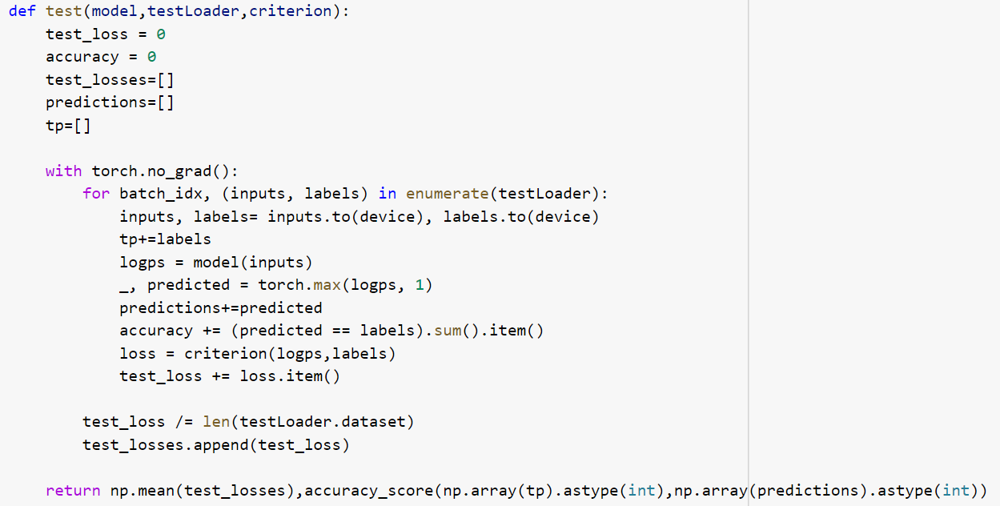 def test(model,testLoader,criterion):
    test_loss = 0
    accuracy = 0
    test_losses=[]
    predictions=[]
    tp=[]

    with torch.no_grad():
        for batch_idx, (inputs, labels) in enumerate(testLoader):
            inputs, labels= inputs.to(device), labels.to(device)
            tp+=labels
            logps = model(inputs)
            _, predicted = torch.max(logps, 1)
            predictions+=predicted
            accuracy += (predicted == labels).sum().item()
            loss = criterion(logps,labels)
            test_loss += loss.item()

        test_loss /= len(testLoader.dataset)
        test_losses.append(test_loss)

    return np.mean(test_losses),accuracy_score(np.array(tp).astype(int),np.array(predictions).astype(int))